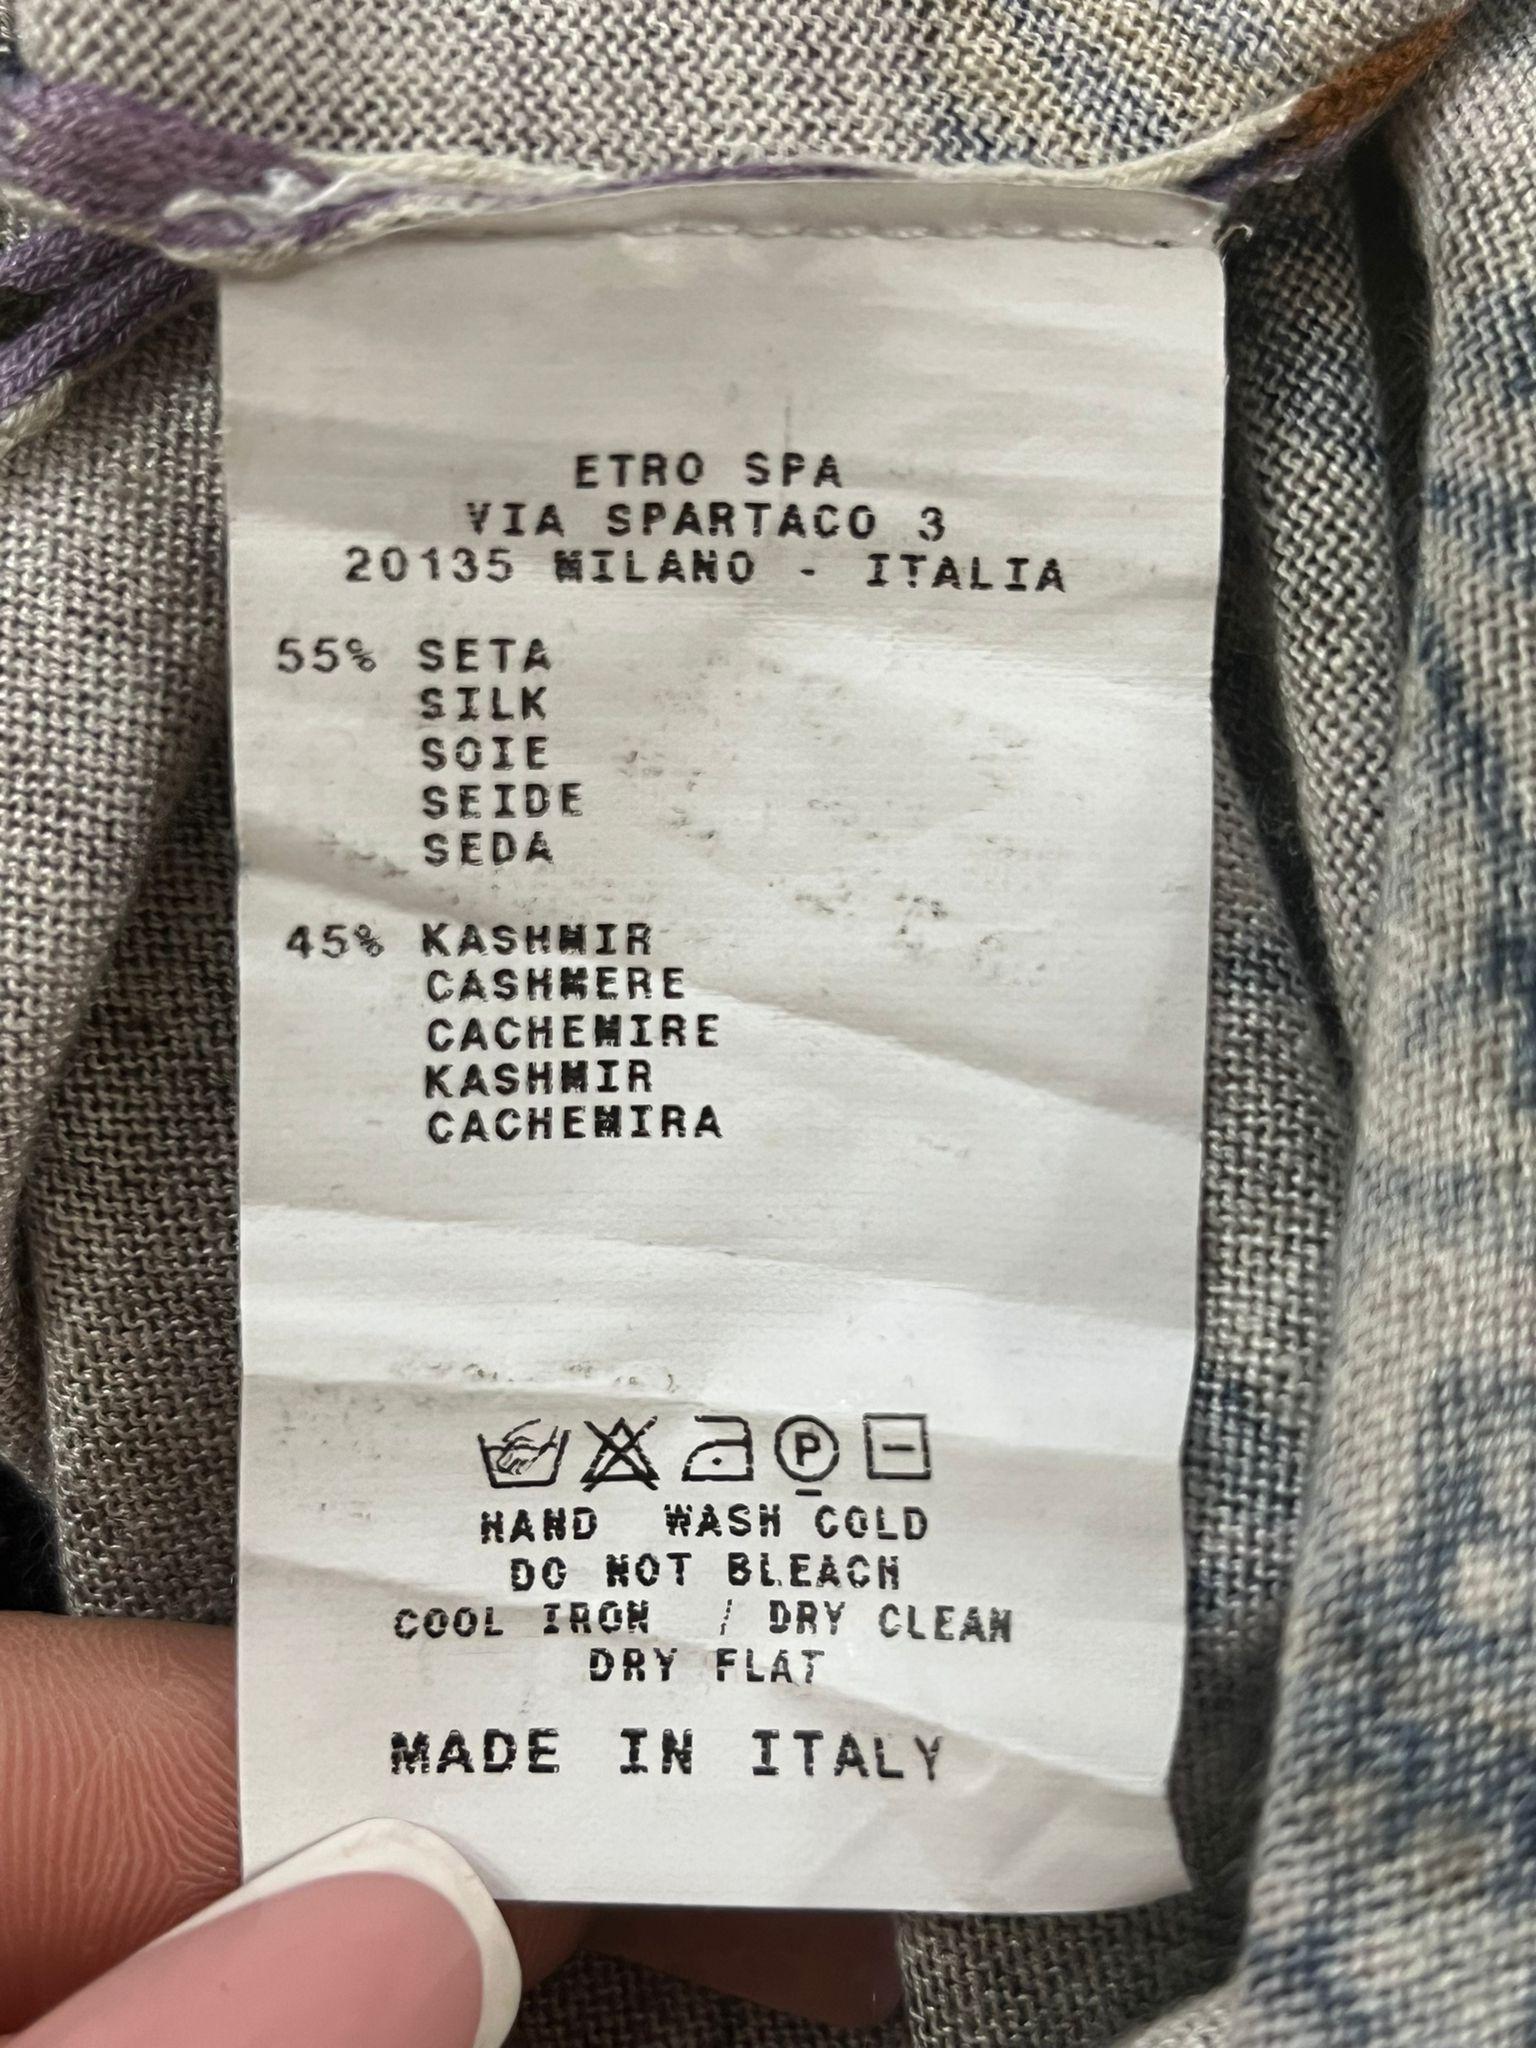 ETRO SPA
VIA SPARTACO 3
20135 MILANO - ITALIA
55% SETA
SILK
SOIE
SEIDE
SEDA
45% KASHMIR
CASHMERE
CACHEMIRE
KASHMIR
CACHEMIRA
P
HAND WASH COLD
DO NOT BLEACH
COOL IRON / DRY CLEAN
DRY FLAT
MADE IN ITALY